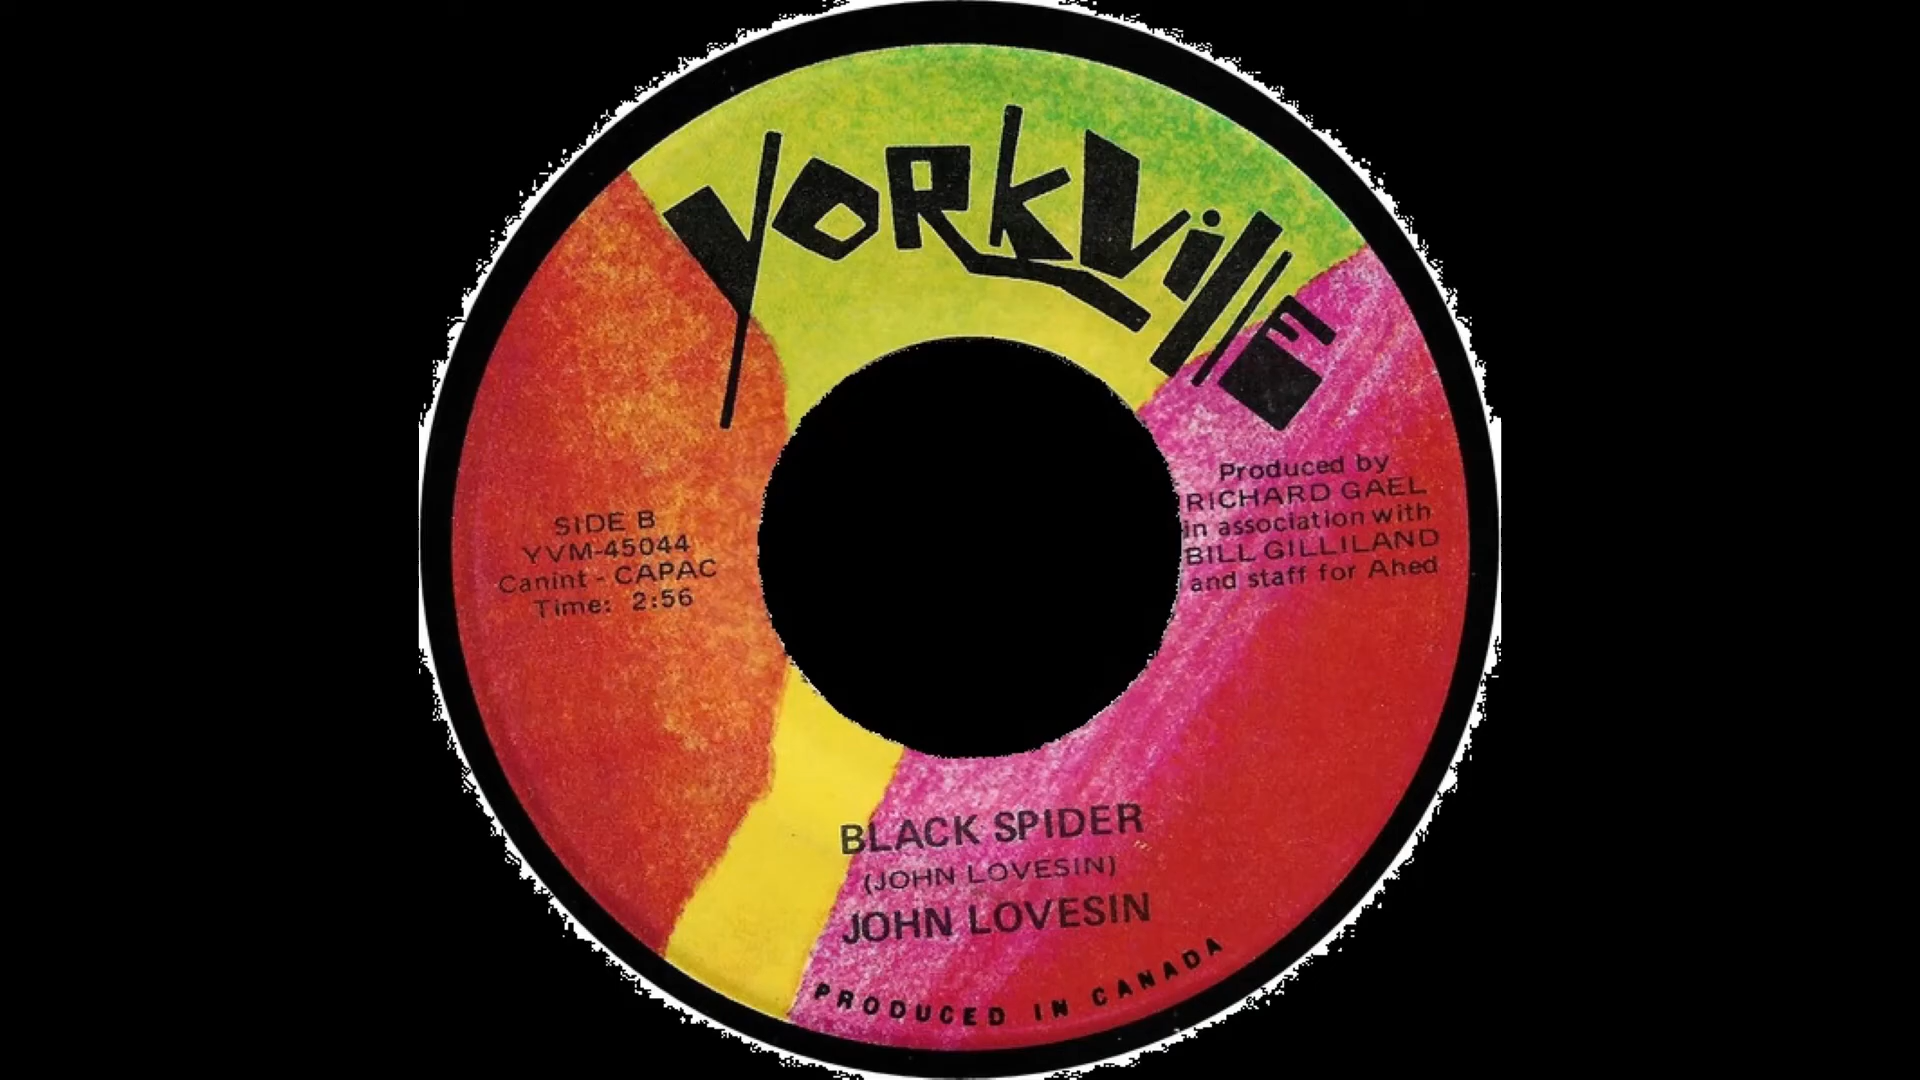 YORKVILLE
SIDE B
YVM-45044
Canint - CAPAC
Time: 2:56
Produced by
RICHARD GAEL
in association with
BILL GILLILAND
and staff for Ahed
BLACK SPIDER
(JOHN LOVESIN)
JOHN LOVESIN
PRODUCED IN CANADA